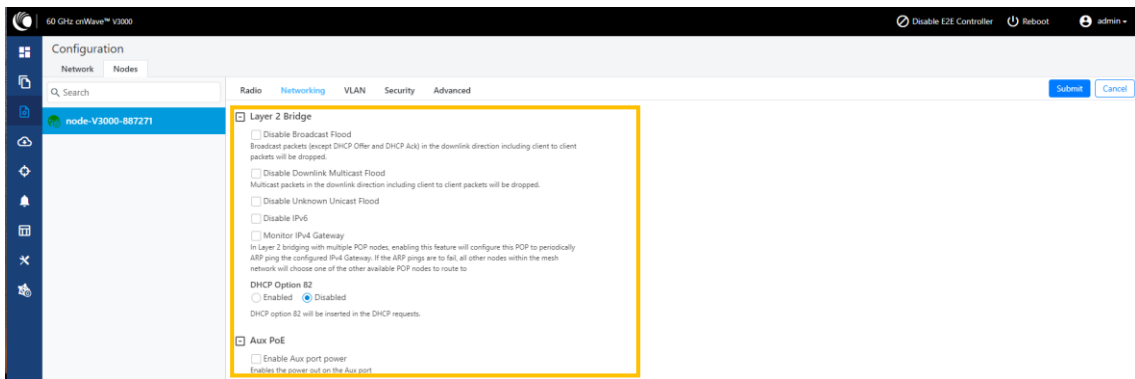 60 GHz cnWave™ V3000
Disable E2E Controller
Reboot
admin
Configuration
Network Nodes
Search
node-V3000-887271
Radio Networking VLAN Security Advanced
Submit
Cancel
Layer 2 Bridge
Disable Broadcast Flood
Broadcast packets (except DHCP Offer and DHCP Ack) in the downlink direction including client to client
packets will be dropped.
Disable Downlink Multicast Flood
Multicast packets in the downlink direction including client to client packets will be dropped.
Disable Unknown Unicast Flood
Disable IPv6
Monitor IPv4 Gateway
In Layer 2 bridging with multiple POP nodes, enabling this feature will configure this POP to periodically
ARP ping the configured IPv4 Gateway. If the ARP pings are to fail, all other nodes within the mesh
network will choose one of the other available POP nodes to route to
DHCP Option 82
Enabled Disabled
DHCP option 82 will be inserted in the DHCP requests.
Aux PoE
Enable Aux port power
Enables the power out on the Aux port